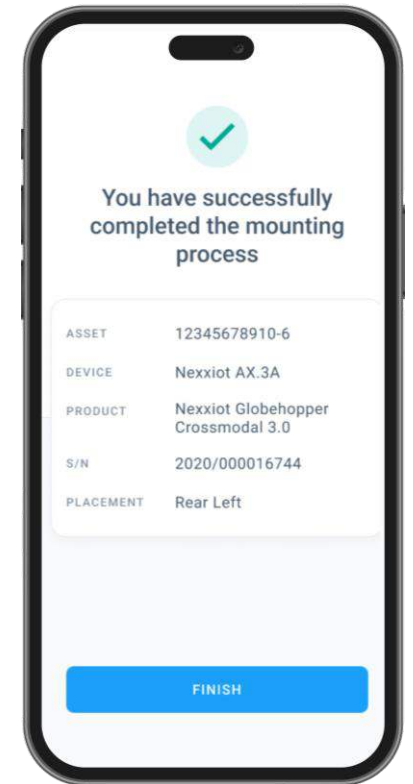 You have successfully
completed the mounting
process
ASSET 12345678910-6
DEVICE Nexxiot AX.3A
PRODUCT Nexxiot Globehopper
Crossmodal 3.0
S/N 2020/000016744
PLACEMENT Rear Left
FINISH